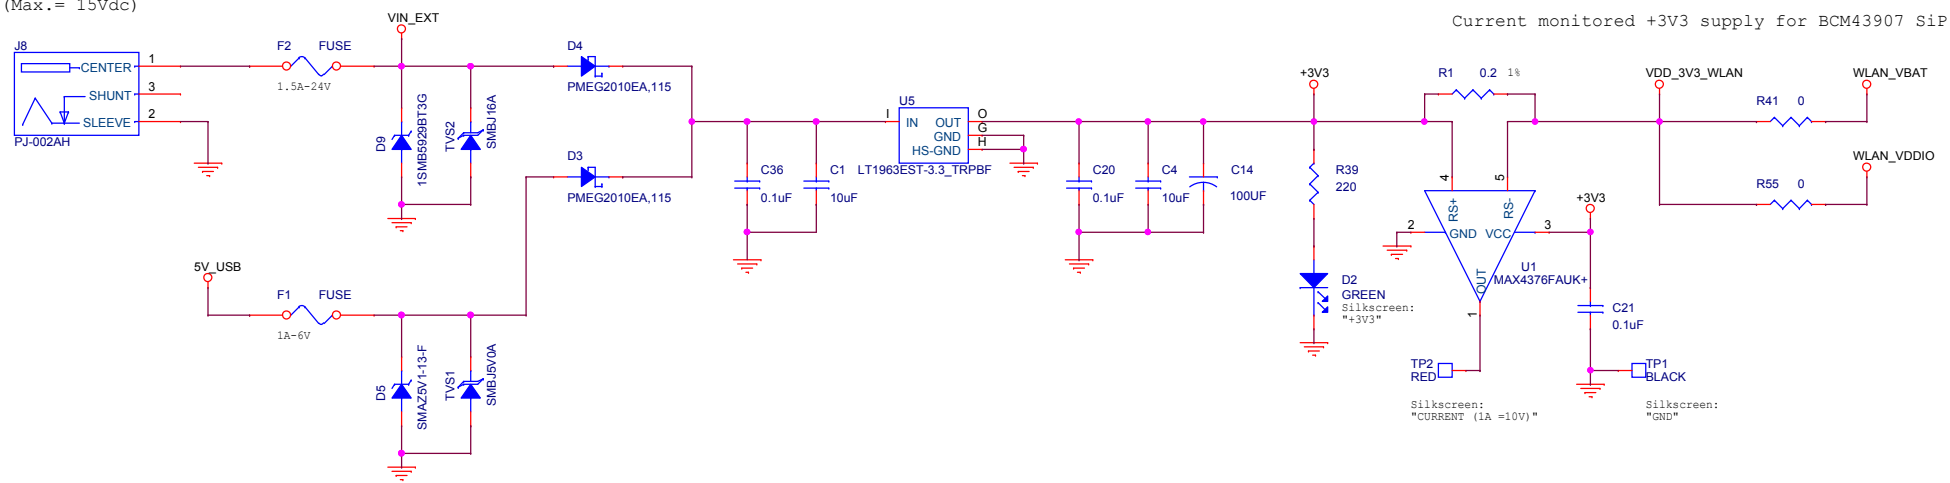 (Max.= 15Vdc)
Current monitored +3V3 supply for BCM43907 SiP
J8
CENTER
1
SHUNT
3
SLEEVE
2
PJ-002AH
F2 FUSE
1.5A-24V
VIN_EXT
D9
1SMB5929BT3G
TVS2
SMBJ16A
D4
PMEG2010EA,115
D3
PMEG2010EA,115
5V_USB
F1 FUSE
1A-6V
D5
SMAZ5V1-13-F
TVS1
SMBJ5V0A
C36
0.1uF
C1
10uF
U5
I
IN OUT
O
GND
G
HS-GND
H
LT1963EST-3.3_TRPBF
C20
0.1uF
C4
10uF
C14
100UF
+3V3
R39
220
D2
GREEN
Silkscreen:
"+3V3"
R1 0.2 1%
4
5
RS+
RS-
2
GND VCC
3
OUT
1
U1
MAX4376FAUK+
+3V3
C21
0.1uF
TP2
RED
Silkscreen:
"CURRENT (1A =10V)"
TP1
BLACK
Silkscreen:
"GND"
VDD_3V3_WLAN
R41 0
WLAN_VBAT
R55 0
WLAN_VDDIO